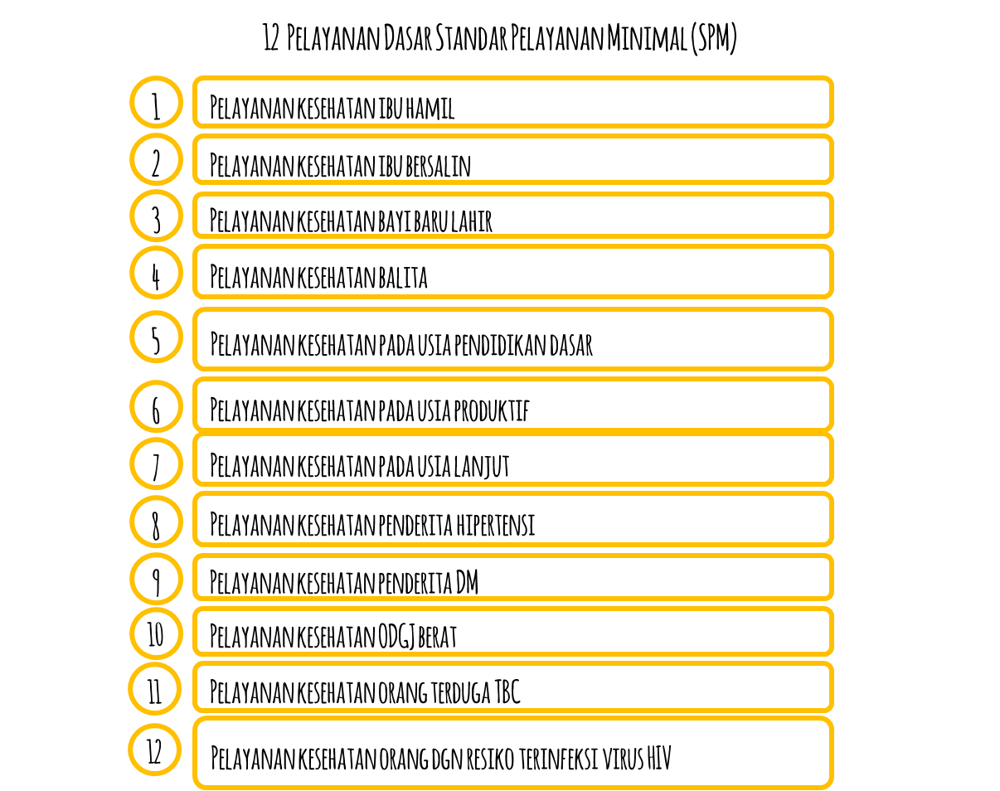 12 Pelayanan Dasar Standar Pelayanan Minimal (SPM)
1 Pelayanan kesehatan ibu hamil
2 Pelayanan kesehatan ibu bersalin
3 Pelayanan kesehatan bayi baru lahir
4 Pelayanan kesehatan balita
5 Pelayanan kesehatan pada usia pendidikan dasar
6 Pelayanan kesehatan pada usia produktif
7 Pelayanan kesehatan pada usia lanjut
8 Pelayanan kesehatan penderita hipertensi
9 Pelayanan kesehatan penderita DM
10 Pelayanan kesehatan ODGJ berat
11 Pelayanan kesehatan orang terduga TBC
12 Pelayanan kesehatan orang dgn resiko terinfeksi virus HIV